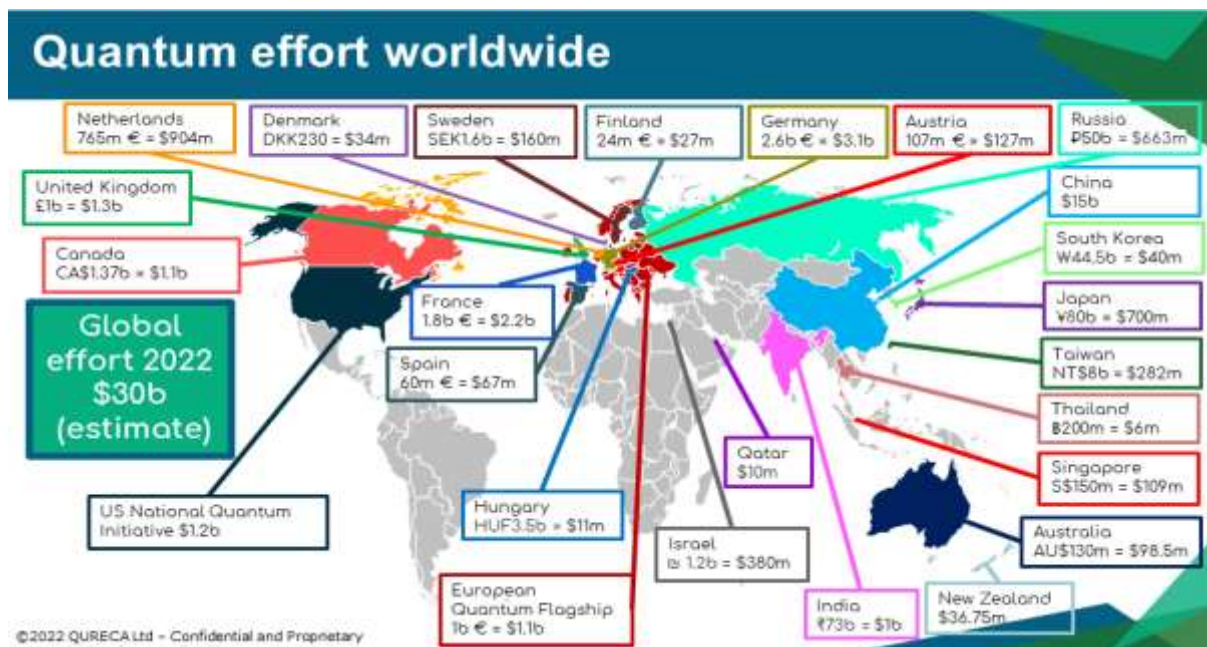 Quantum effort worldwide
Netherlands
765m € = $904m
Denmark
DKK230 = $34m
Sweden
SEK1.6b = $160m
Finland
24m € = $27m
Germany
2.6b € = $3.1b
Austria
107m € = $127m
Russia
₽50b = $663m
United Kingdom
£1b = $1.3b
China
$15b
Canada
CA$1.37b = $1.1b
South Korea
₩44.5b = $40m
France
1.8b € = $2.2b
Japan
¥80b = $700m
Global
effort 2022
$30b
(estimate)
Spain
60m € = $67m
Taiwan
NT$8b = $282m
Thailand
฿200m = $6m
Qatar
$10m
Singapore
S$150m = $109m
US National Quantum
Initiative $1.2b
Hungary
HUF3.5b = $11m
Israel
₪ 1.2b = $380m
Australia
AU$130m = $98.5m
European
Quantum Flagship
1b € = $1.1b
India
₹73b = $1b
New Zealand
$36.75m
©2022 QURECA Ltd – Confidential and Proprietary